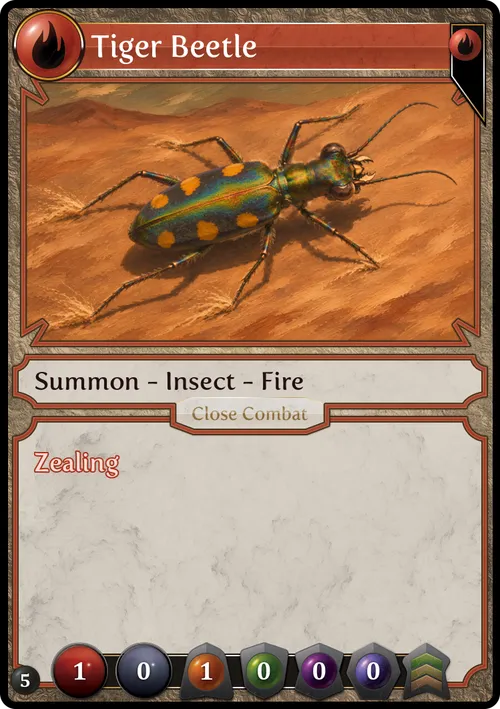 Tiger Beetle
Summon - Insect - Fire
Close Combat
Zealing
5 1* 0* 1 0 0 0